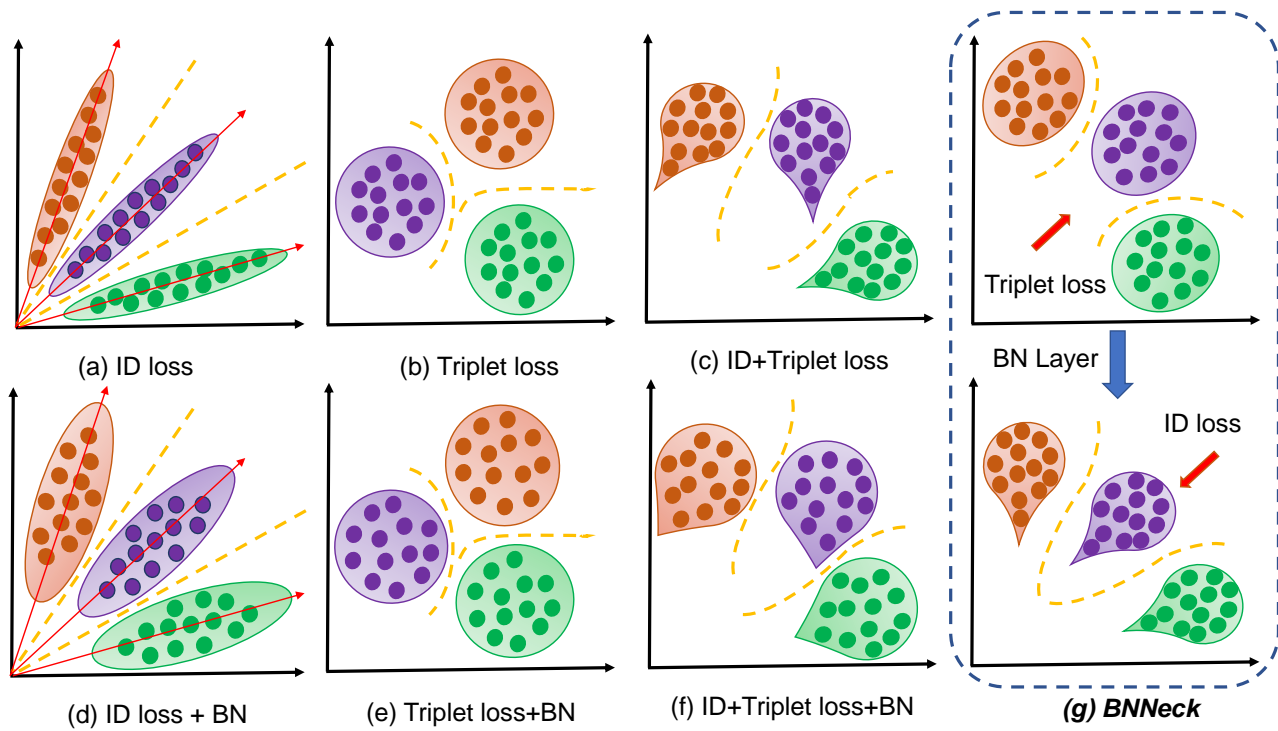 (a) ID loss
(b) Triplet loss
(c) ID+Triplet loss
Triplet loss
BN Layer
ID loss
(d) ID loss + BN
(e) Triplet loss+BN
(f) ID+Triplet loss+BN
(g) BNNeck